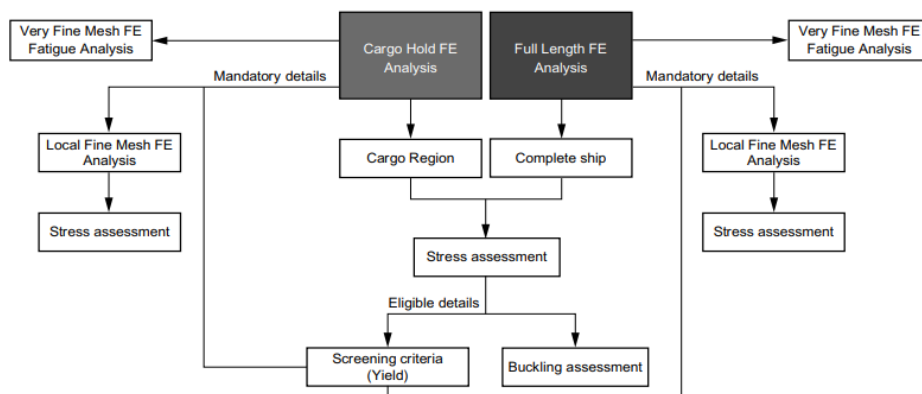 Very Fine Mesh FE
Fatigue Analysis
Cargo Hold FE
Analysis
Full Length FE
Analysis
Very Fine Mesh FE
Fatigue Analysis
Mandatory details
Mandatory details
Local Fine Mesh FE
Analysis
Cargo Region
Complete ship
Local Fine Mesh FE
Analysis
Stress assessment
Stress assessment
Stress assessment
Eligible details
Screening criteria
(Yield)
Buckling assessment